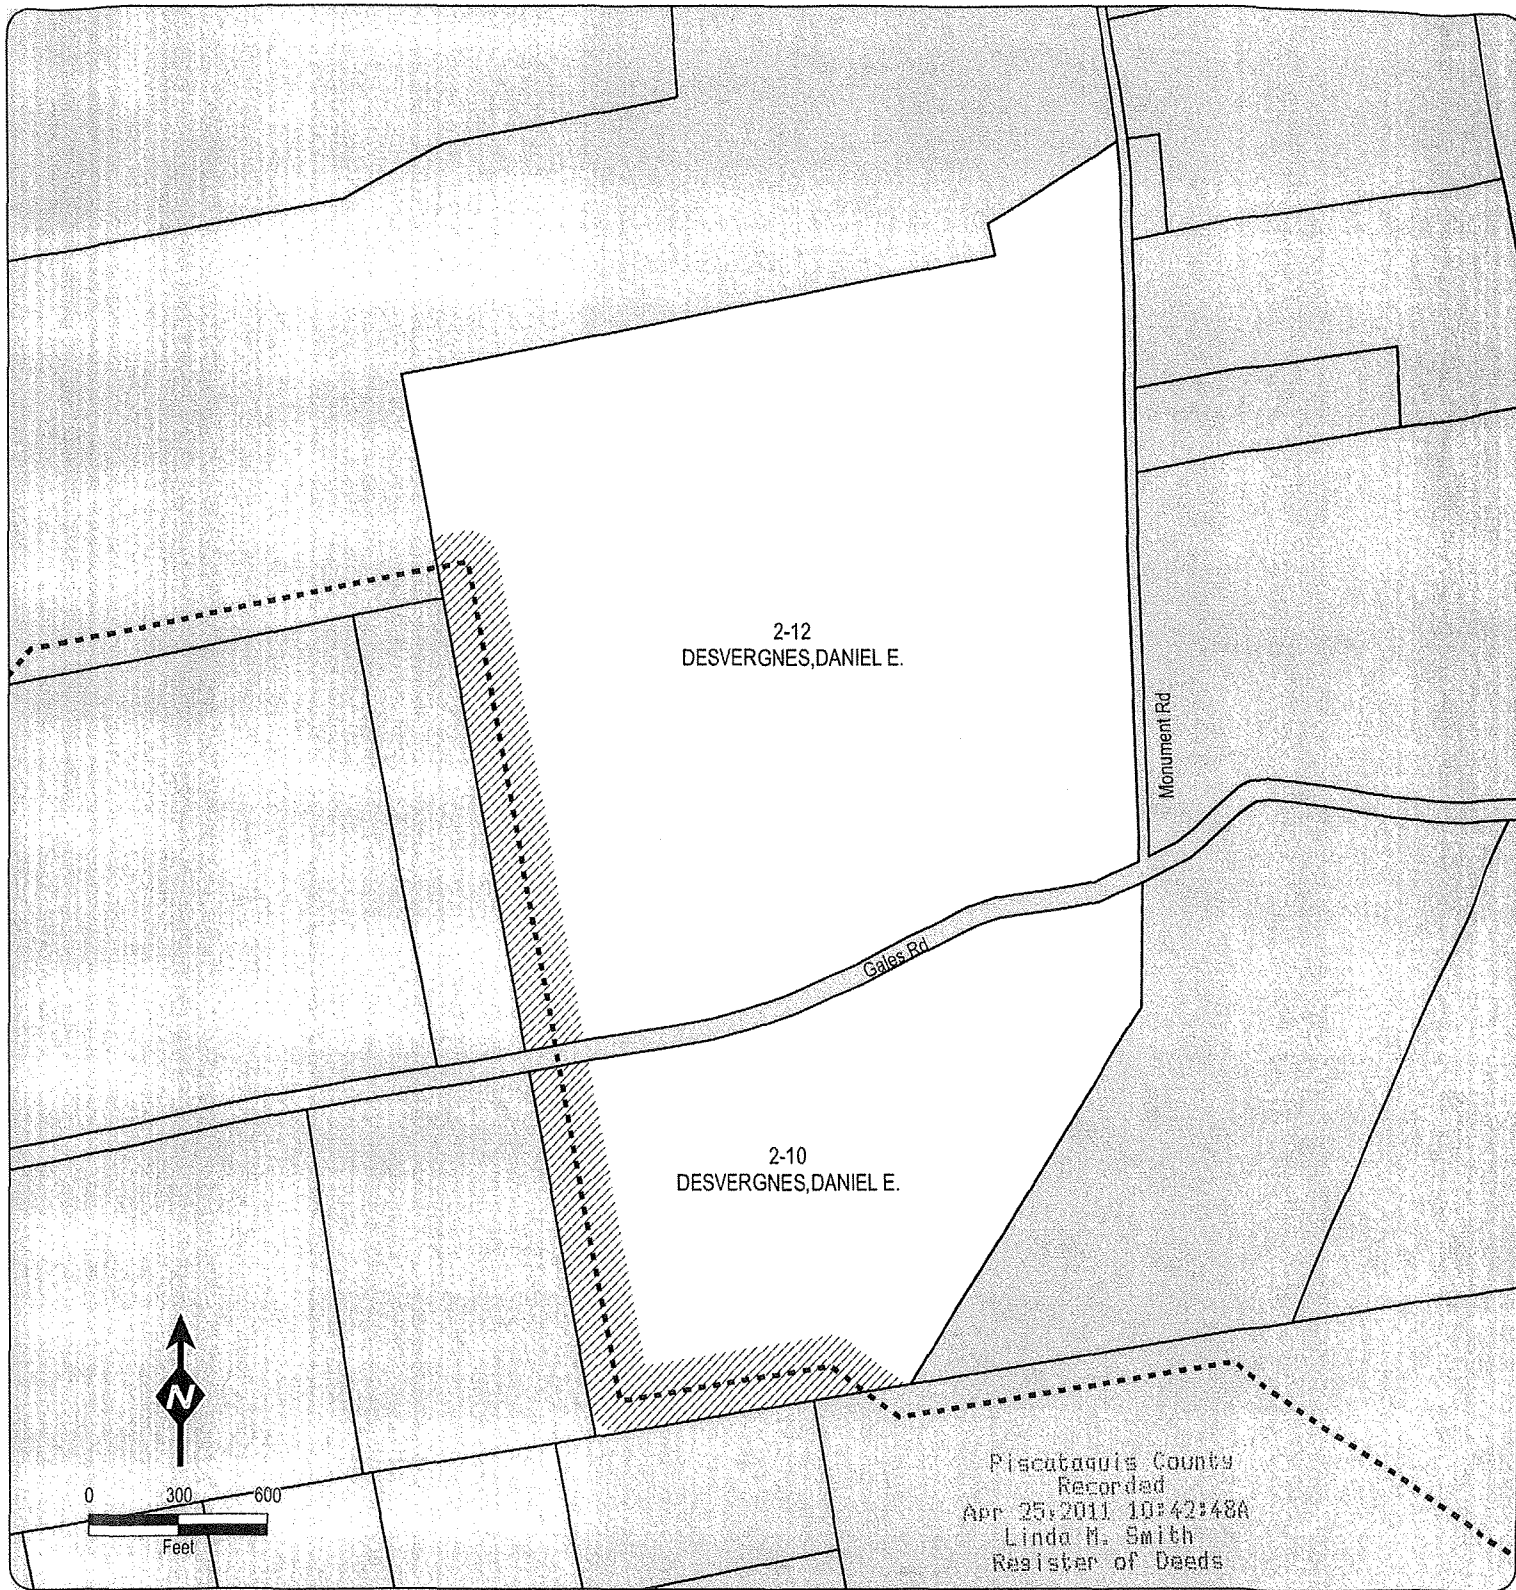 2-12
DESVERGNES,DANIEL E.
Monument Rd
Gales Rd
2-10
DESVERGNES,DANIEL E.
N
0 300 600
Feet
Piscataquis County
Recorded
Apr 25,2011 10:42:48A
Linda M. Smith
Register of Deeds